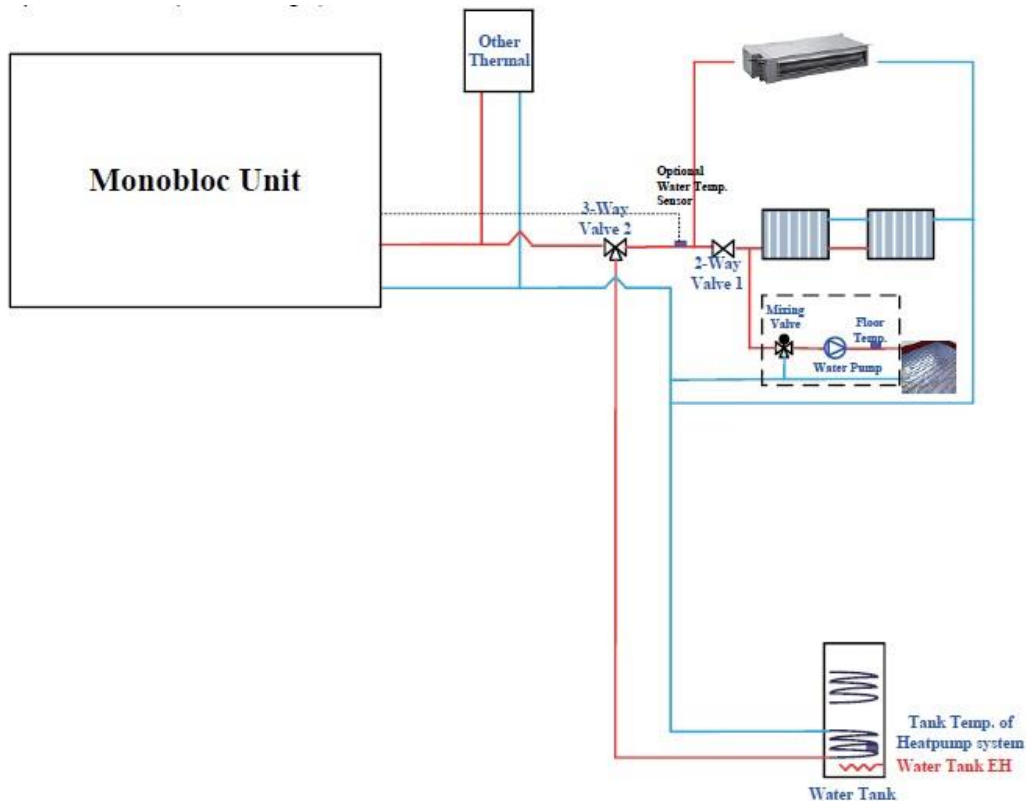 Other
Thermal
Monobloc Unit
Optional
Water Temp.
Sensor
3-Way
Valve 2
2-Way
Valve 1
Mixing
Valve
Floor
Temp.
Water Pump
Tank Temp. of
Heatpump system
Water Tank EH
Water Tank